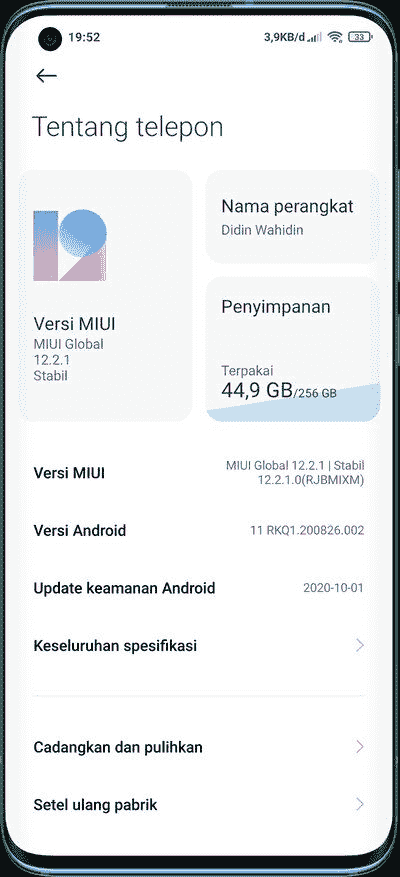 19:52
3,9KB/d
33
Tentang telepon
Versi MIUI
MIUI Global
12.2.1
Stabil
Nama perangkat
Didin Wahidin
Penyimpanan
Terpakai
44,9 GB/256 GB
Versi MIUI
MIUI Global 12.2.1 | Stabil
12.2.1.0(RJBMIXM)
Versi Android
11 RKQ1.200826.002
Update keamanan Android
2020-10-01
Keseluruhan spesifikasi
Cadangkan dan pulihkan
Setel ulang pabrik